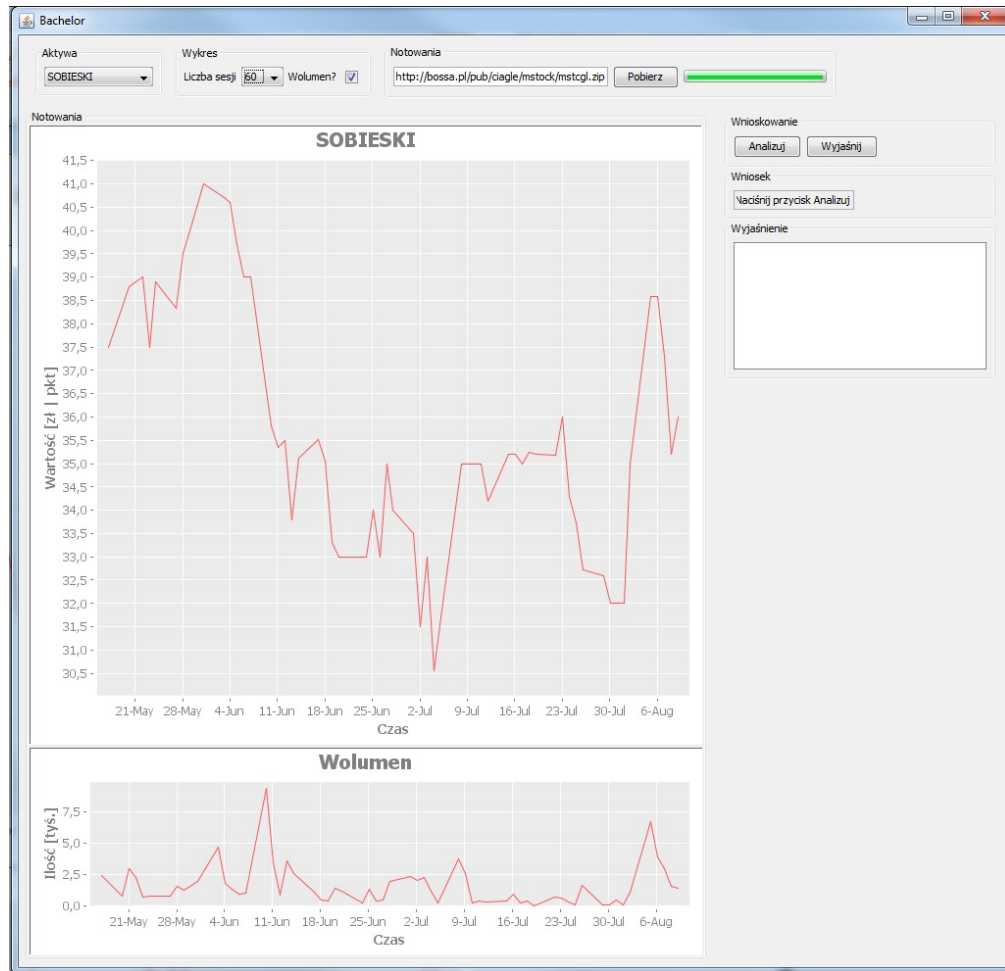 Bachelor
Aktywa
Wykres
Notowania
SOBIESKI
Liczba sesji 60 Wolumen?
http://bossa.pl/pub/ciagle/mstock/mstcgl.zip
Pobierz
Notowania
SOBIESKI
41,5
41,0
40,5
40,0
39,5
39,0
38,5
38,0
37,5
37,0
36,5
36,0
35,5
35,0
34,5
34,0
33,5
33,0
32,5
32,0
31,5
31,0
30,5
Wartość [zł | pkt]
21-May 28-May 4-Jun 11-Jun 18-Jun 25-Jun 2-Jul 9-Jul 16-Jul 23-Jul 30-Jul 6-Aug
Czas
Wolumen
7,5
5,0
2,5
0,0
Ilość [tyś.]
21-May 28-May 4-Jun 11-Jun 18-Jun 25-Jun 2-Jul 9-Jul 16-Jul 23-Jul 30-Jul 6-Aug
Czas
Wnioskowanie
Analizuj Wyjaśnij
Wniosek
Naciśnij przycisk Analizuj
Wyjaśnienie